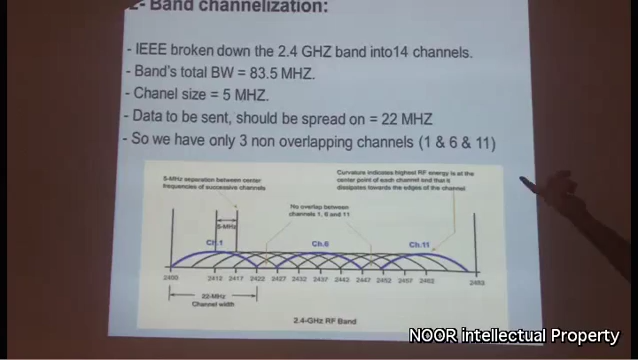 2- Band channelization:
- IEEE broken down the 2.4 GHZ band into14 channels.
- Band's total BW = 83.5 MHZ.
- Chanel size = 5 MHZ.
- Data to be sent, should be spread on = 22 MHZ
- So we have only 3 non overlapping channels (1 & 6 & 11)
5-MHz separation between center
frequencies of successive channels
Curvature indicates highest RF energy is at the
center point of each channel and that it
dissipates towards the edges of the channel.
No overlap between
channels 1, 6 and 11
5-MHz
Ch.1
Ch.6
Ch.11
2400 2412 2417 2422 2427 2432 2437 2442 2447 2452 2457 2462 2483
22-MHz
Channel width
2.4-GHz RF Band
NOOR intellectual Property